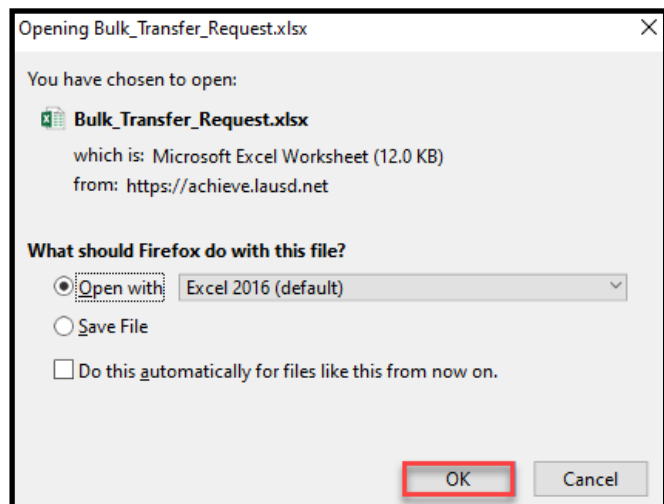 Opening Bulk_Transfer_Request.xlsx
You have chosen to open:
Bulk_Transfer_Request.xlsx
which is: Microsoft Excel Worksheet (12.0 KB)
from: https://achieve.lausd.net
What should Firefox do with this file?
Open with Excel 2016 (default)
Save File
Do this automatically for files like this from now on.
OK Cancel